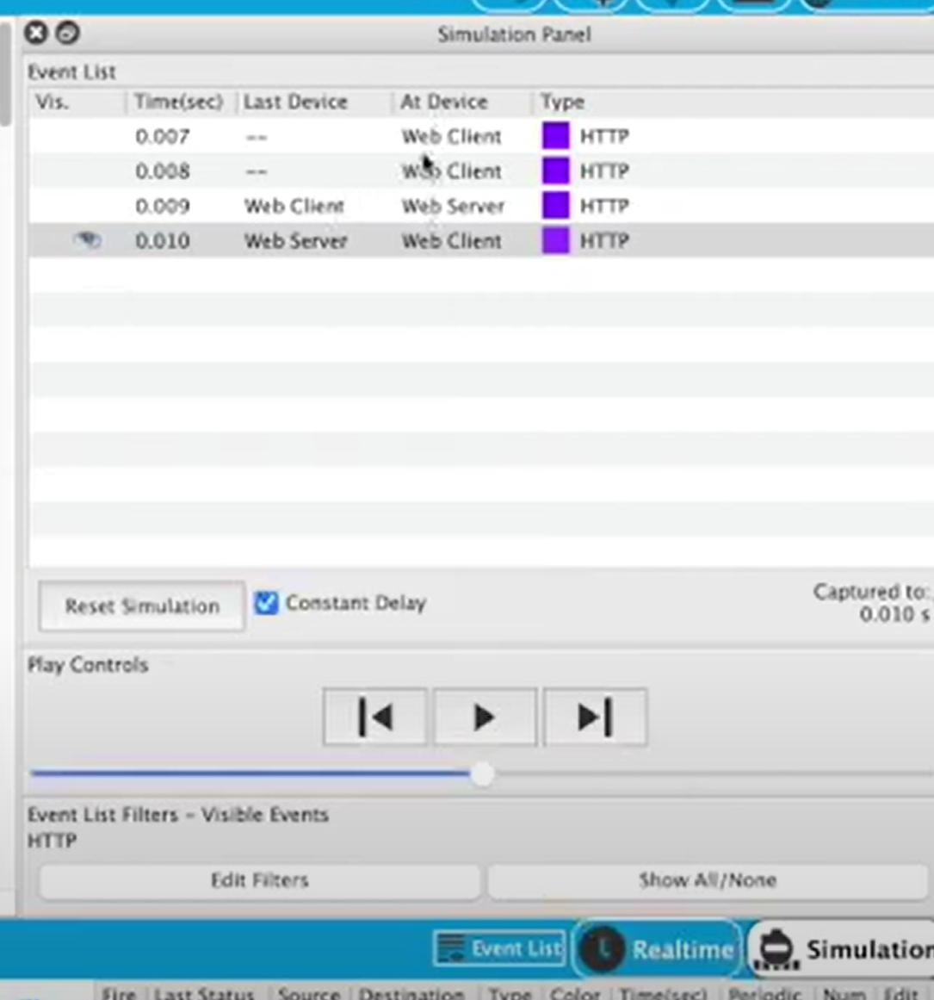 Simulation Panel
Event List
Vis. Time(sec) Last Device At Device Type
0.007 -- Web Client HTTP
0.008 -- Web Client HTTP
0.009 Web Client Web Server HTTP
0.010 Web Server Web Client HTTP
Reset Simulation Constant Delay Captured to:
0.010 s
Play Controls
Event List Filters - Visible Events
HTTP
Edit Filters Show All/None
Event List Realtime Simulation
Fire Last Status Source Destination Type Color Time(sec) Periodic Num Edit